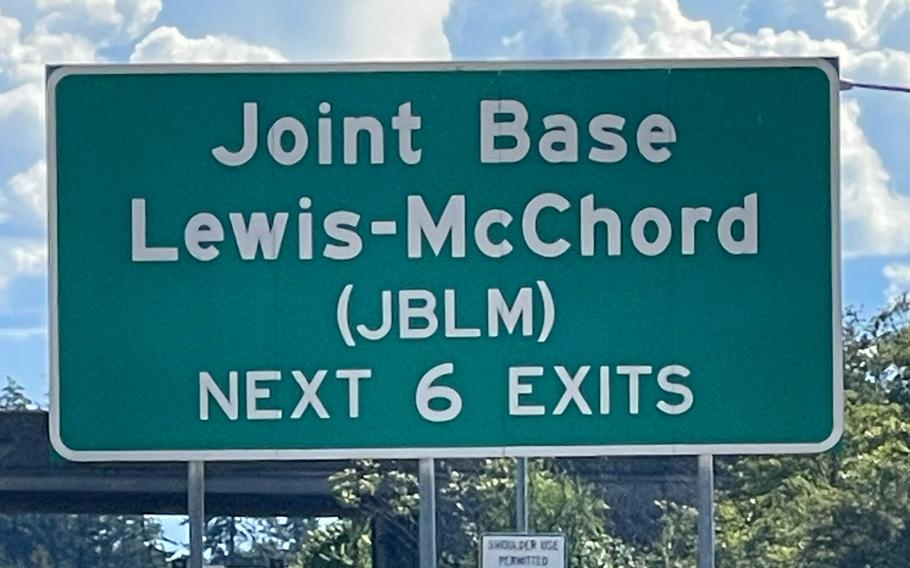 Joint Base
Lewis-McChord
(JBLM)
NEXT 6 EXITS
SHOULDER USE
PERMITTED